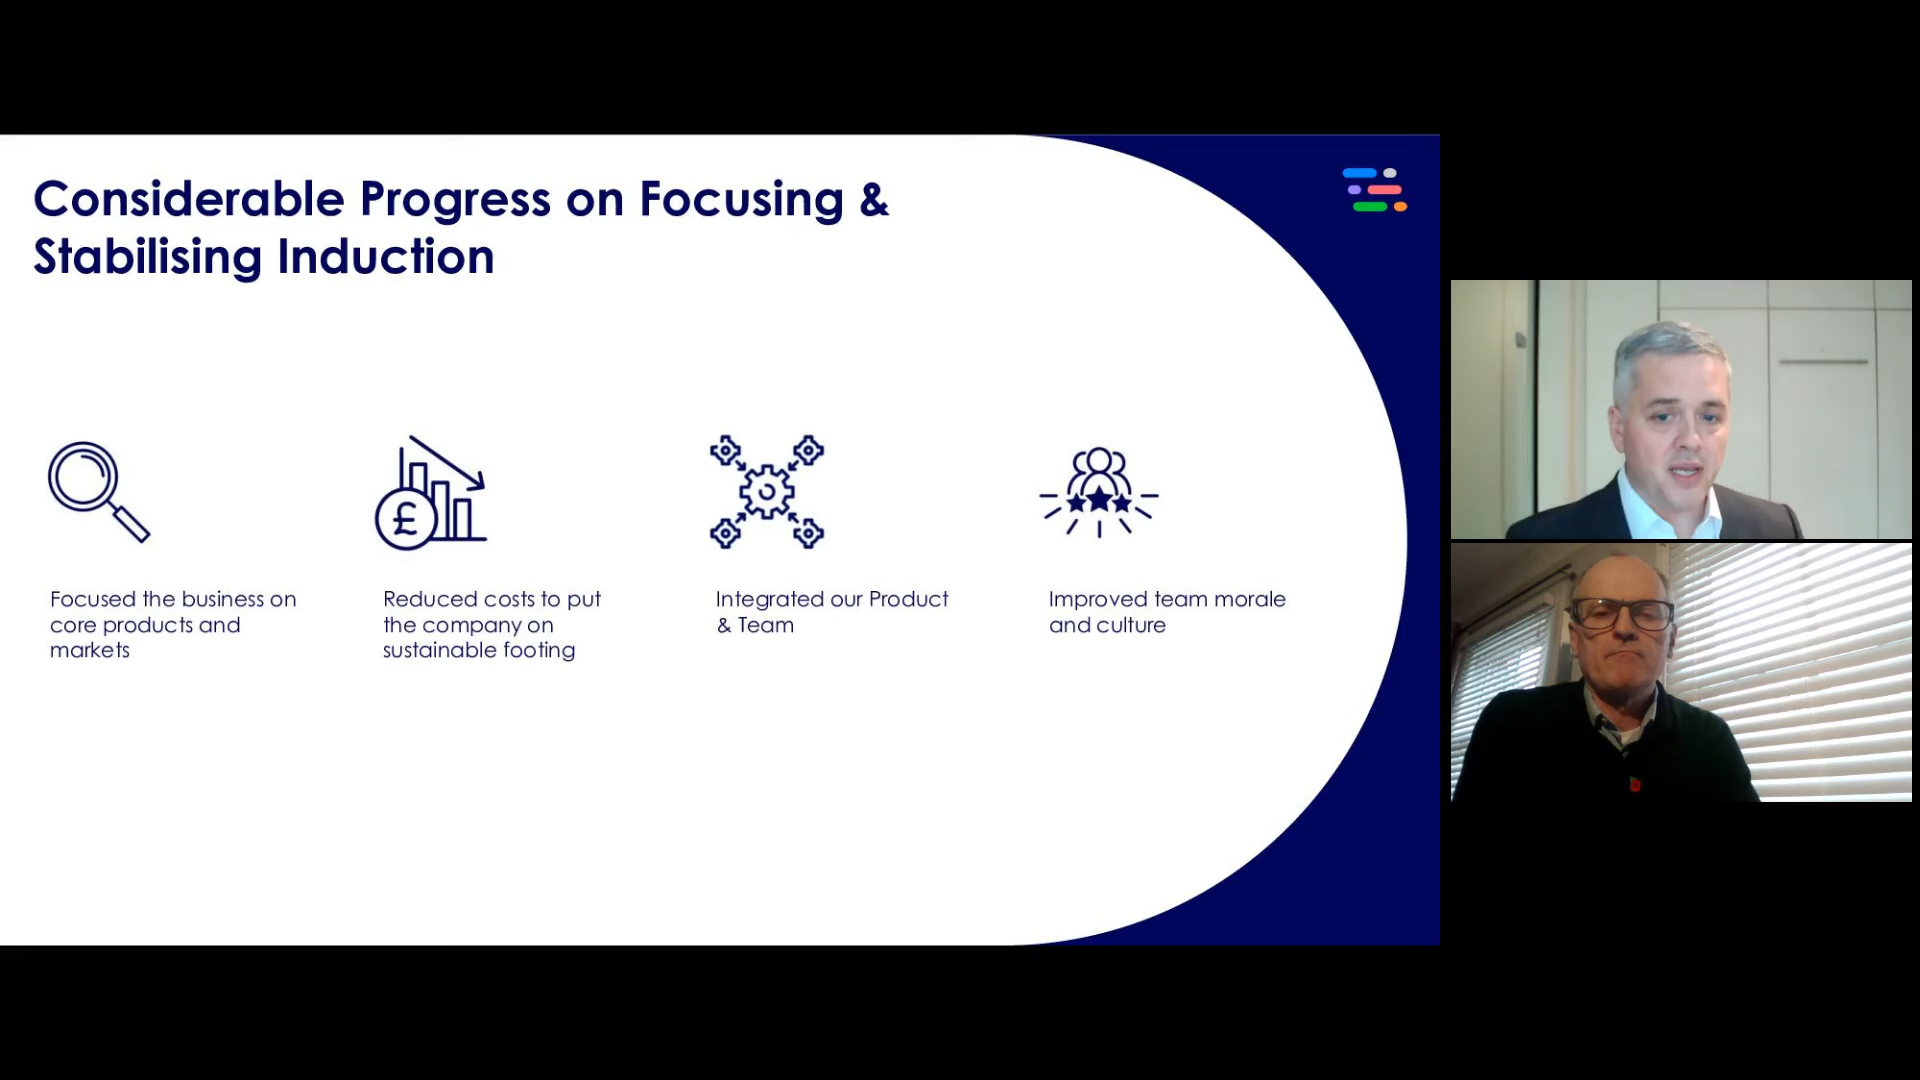 Considerable Progress on Focusing &
Stabilising Induction
£
Focused the business on
core products and
markets
Reduced costs to put
the company on
sustainable footing
Integrated our Product
& Team
Improved team morale
and culture